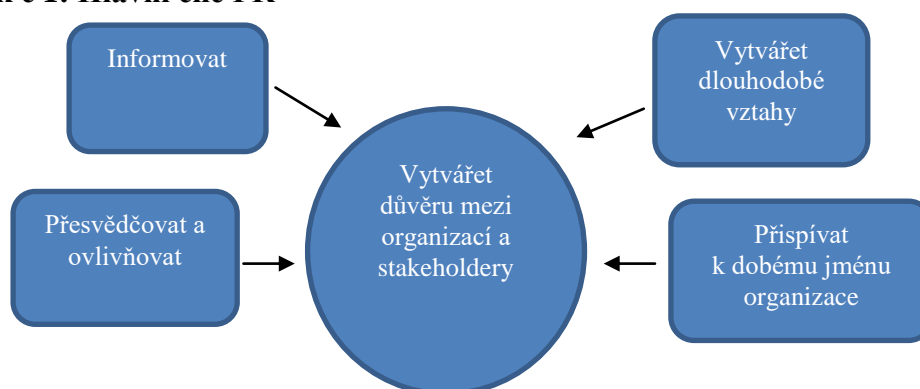 Informovat
Vytvářet
dlouhodobé
vztahy
Vytvářet
důvěru mezi
organizací a
stakeholdery
Přesvědčovat a
ovlivňovat
Přispívat
k dobému jménu
organizace